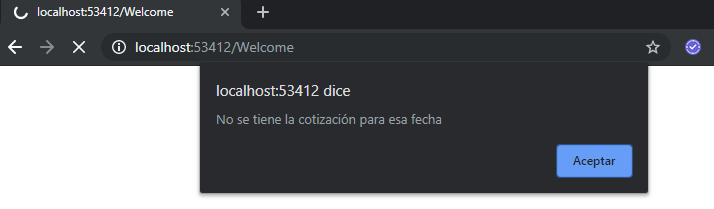 localhost:53412/Welcome
localhost:53412/Welcome
localhost:53412 dice
No se tiene la cotización para esa fecha
Aceptar